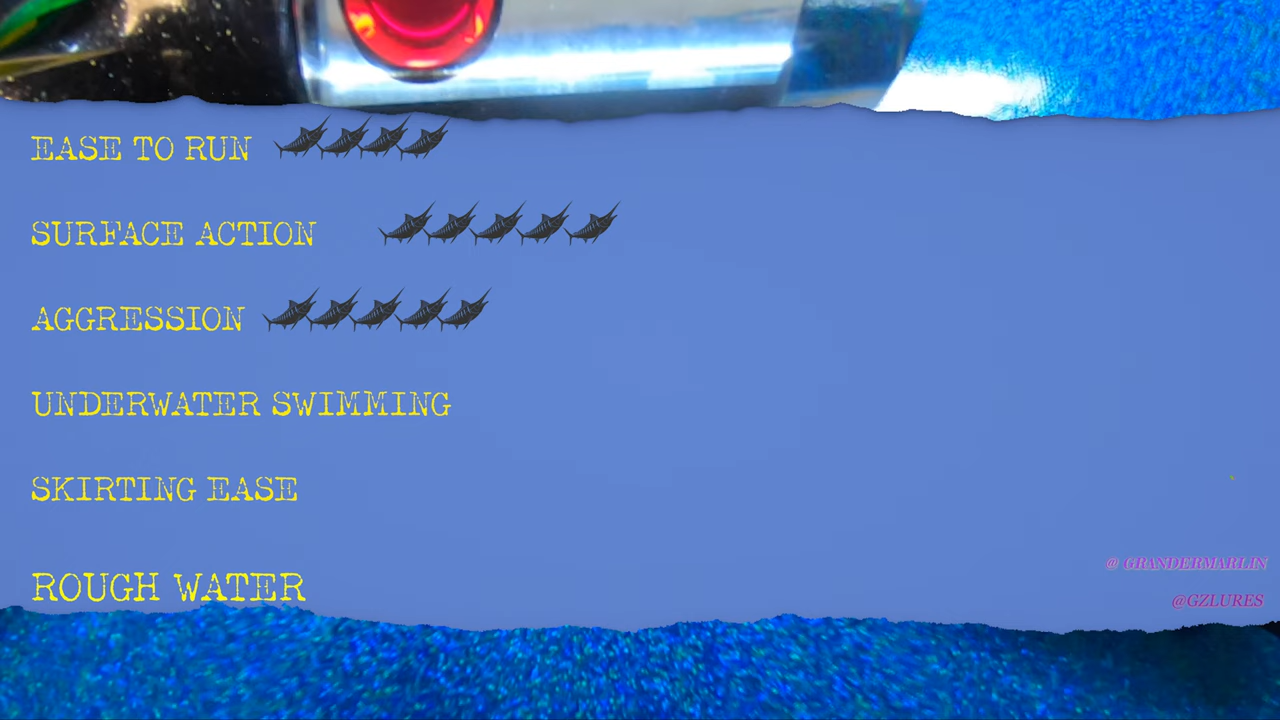 EASE TO RUN
SURFACE ACTION
AGGRESSION
UNDERWATER SWIMMING
SKIRTING EASE
ROUGH WATER
@ GRANDERMARLIN
@GZLURES